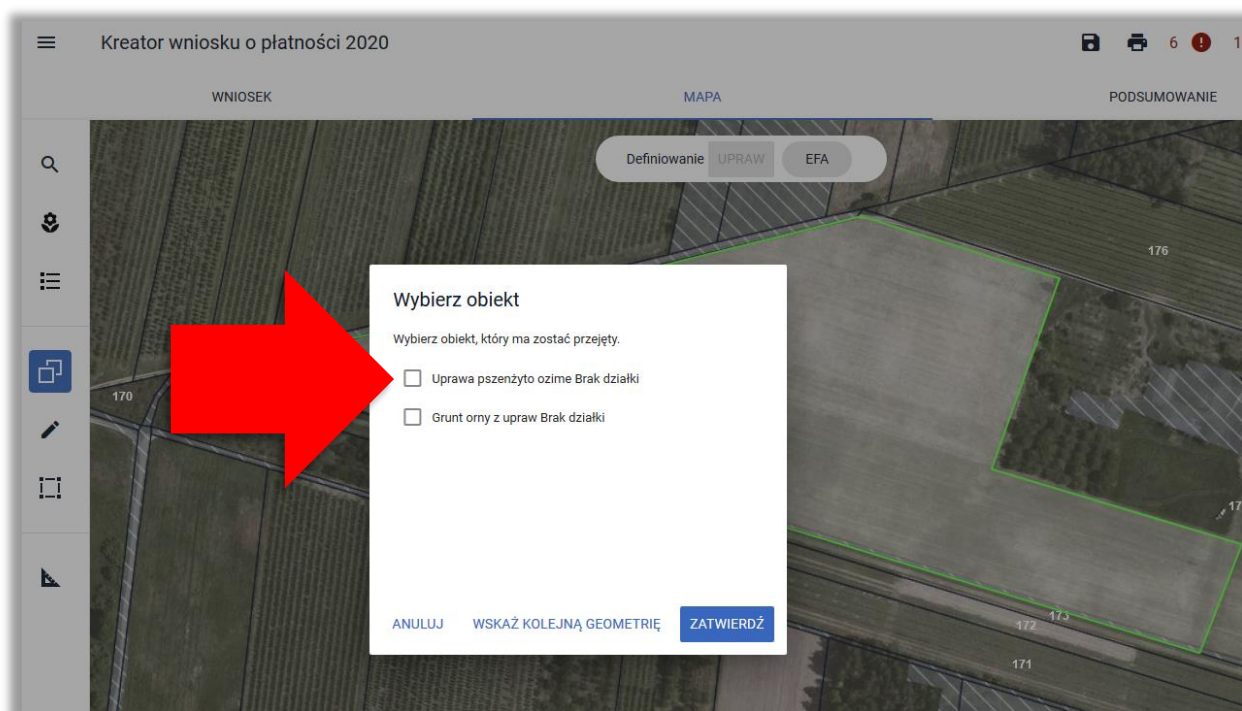 Kreator wniosku o płatności 2020
6
1
WNIOSEK
MAPA
PODSUMOWANIE
Definiowanie UPRAW EFA
176
Wybierz obiekt
Wybierz obiekt, który ma zostać przejęty.
Uprawa pszenżyto ozime Brak działki
170
Grunt orny z upraw Brak działki
17
ANULUJ WSKAŻ KOLEJNĄ GEOMETRIĘ ZATWIERDŹ
173
172
171